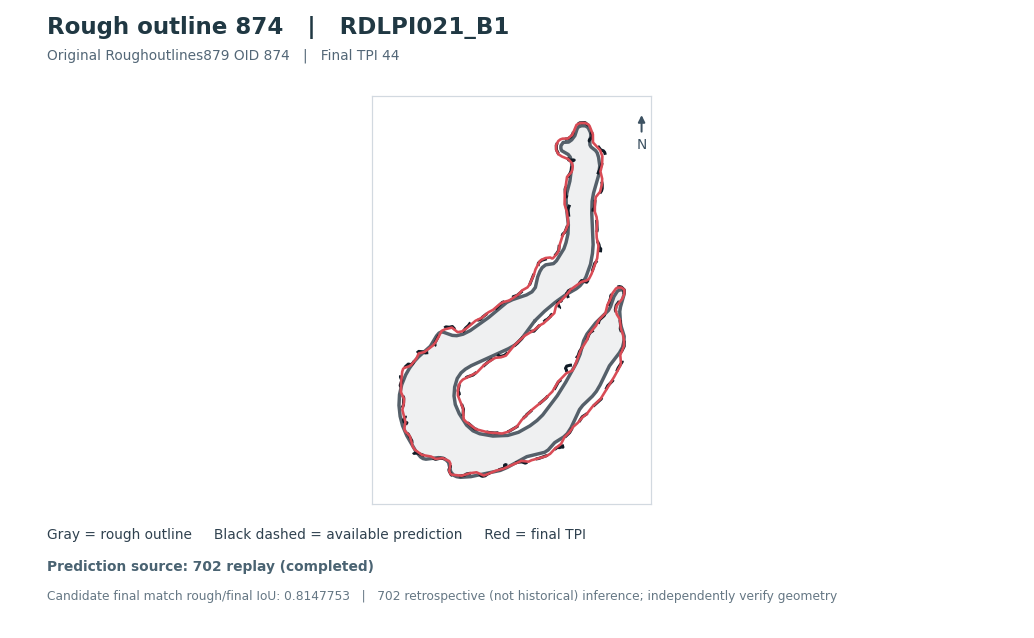 Rough outline 874   |   RDLPI021_B1
Original Roughoutlines879 OID 874   |   Final TPI 44
N
Gray = rough outline     Black dashed = available prediction     Red = final TPI
Prediction source: 702 replay (completed)
Candidate final match rough/final IoU: 0.8147753   |   702 retrospective (not historical) inference; independently verify geometry